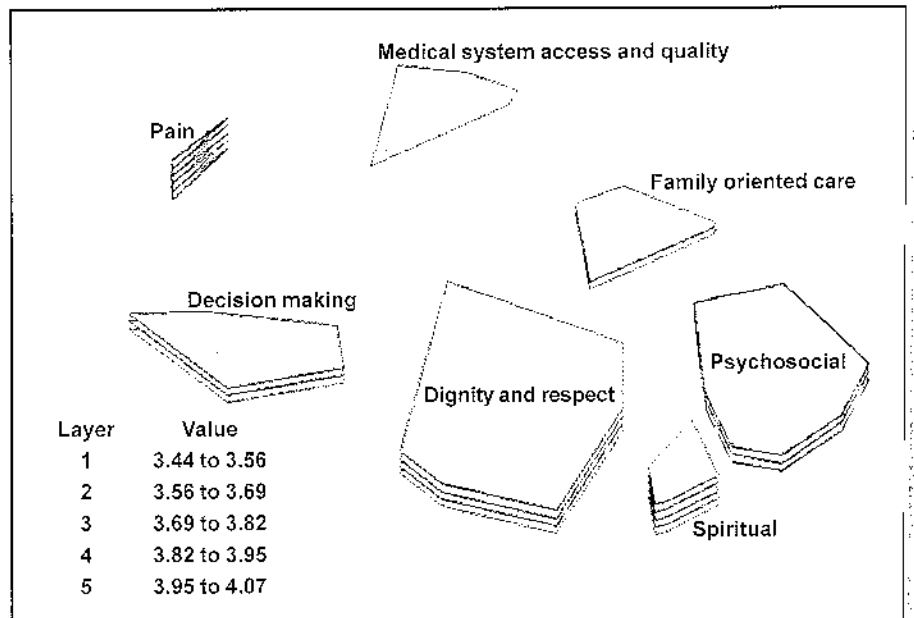 Medical system access and quality
Pain
Family oriented care
Decision making
Psychosocial
Dignity and respect
Layer Value
1 3.44 to 3.56
2 3.56 to 3.69
3 3.69 to 3.82
4 3.82 to 3.95
5 3.95 to 4.07
Spiritual